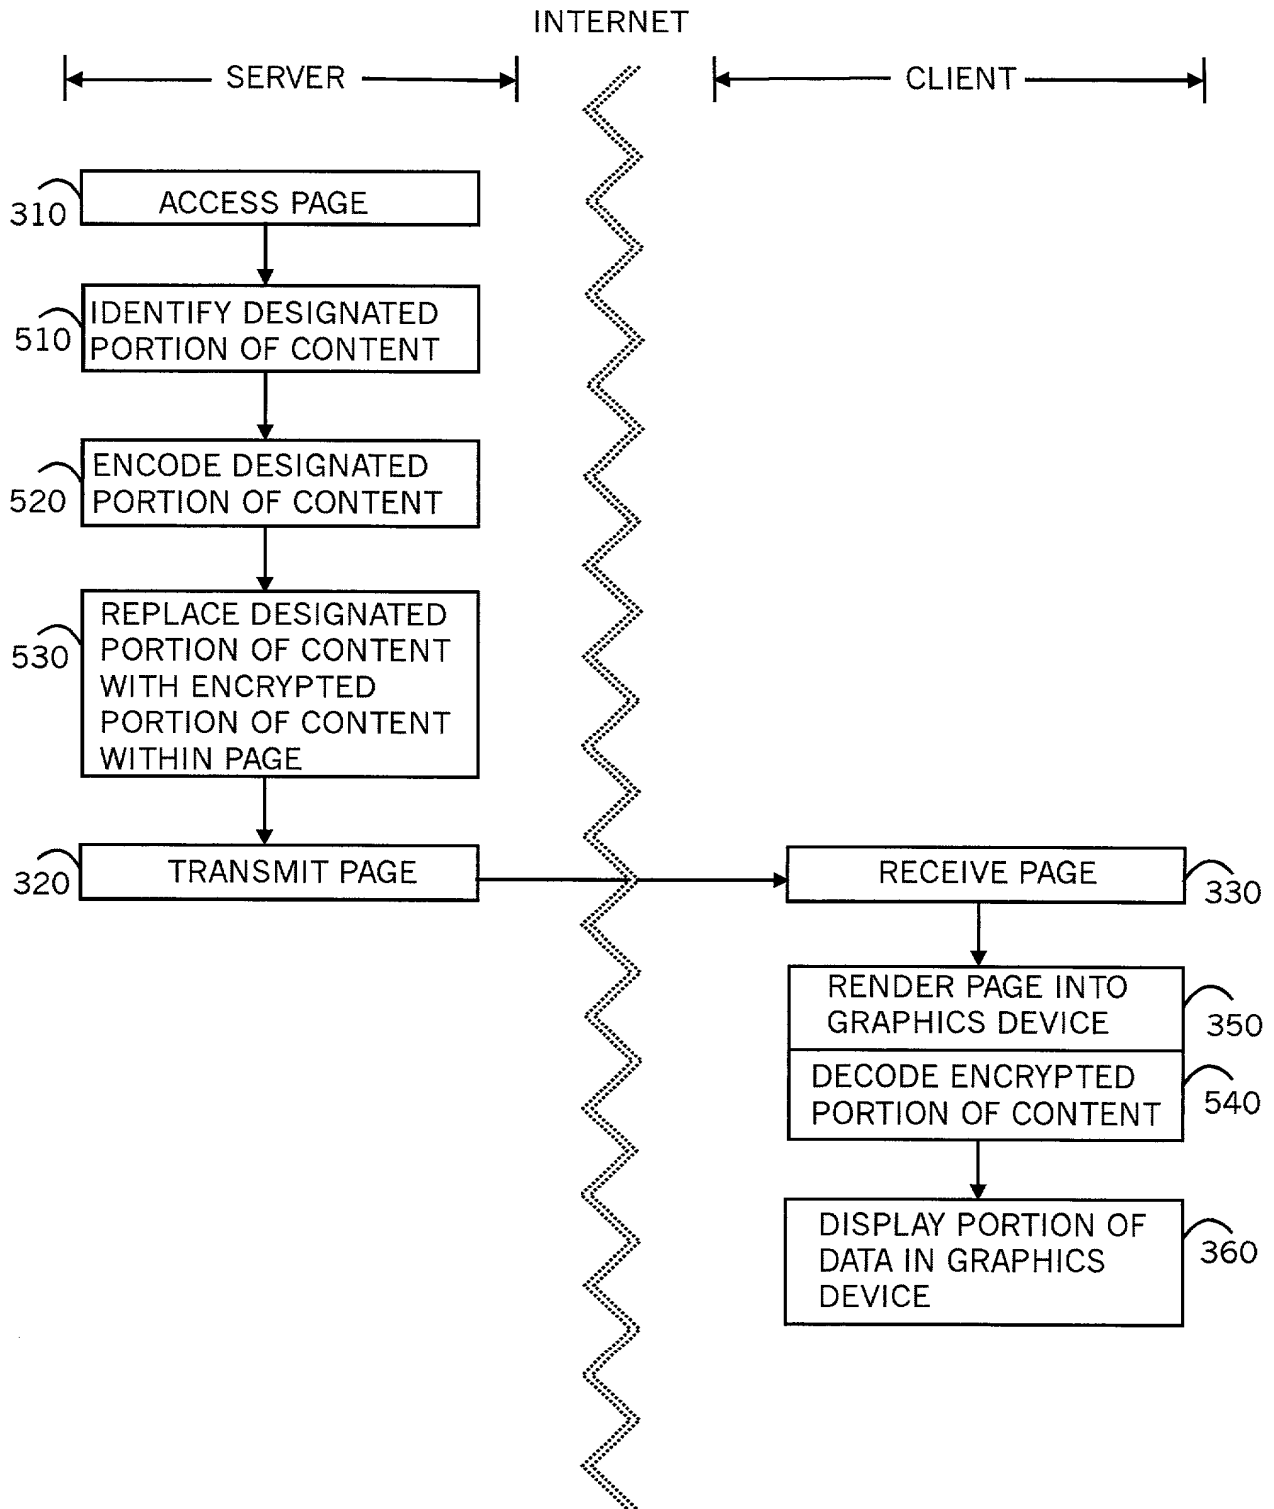 INTERNET
SERVER
CLIENT
310
ACCESS PAGE
510
IDENTIFY DESIGNATED
PORTION OF CONTENT
520
ENCODE DESIGNATED
PORTION OF CONTENT
530
REPLACE DESIGNATED
PORTION OF CONTENT
WITH ENCRYPTED
PORTION OF CONTENT
WITHIN PAGE
320
TRANSMIT PAGE
RECEIVE PAGE
330
RENDER PAGE INTO
GRAPHICS DEVICE
350
DECODE ENCRYPTED
PORTION OF CONTENT
540
DISPLAY PORTION OF
DATA IN GRAPHICS
DEVICE
360